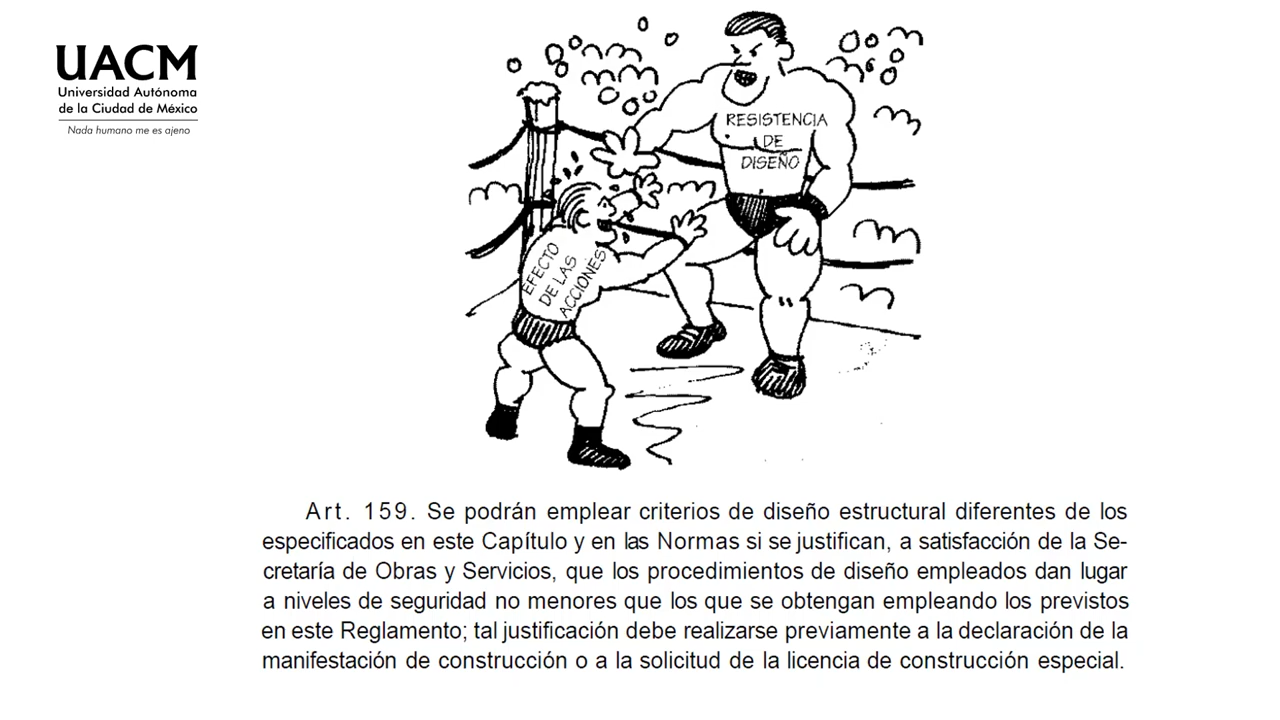 UACM
Universidad Autónoma
de la Ciudad de México
Nada humano me es ajeno
RESISTENCIA
DE
DISEÑO
EFECTO
DE LAS
ACCIONES
Art. 159. Se podrán emplear criterios de diseño estructural diferentes de los
especificados en este Capítulo y en las Normas si se justifican, a satisfacción de la Se-
cretaría de Obras y Servicios, que los procedimientos de diseño empleados dan lugar
a niveles de seguridad no menores que los que se obtengan empleando los previstos
en este Reglamento; tal justificación debe realizarse previamente a la declaración de la
manifestación de construcción o a la solicitud de la licencia de construcción especial.